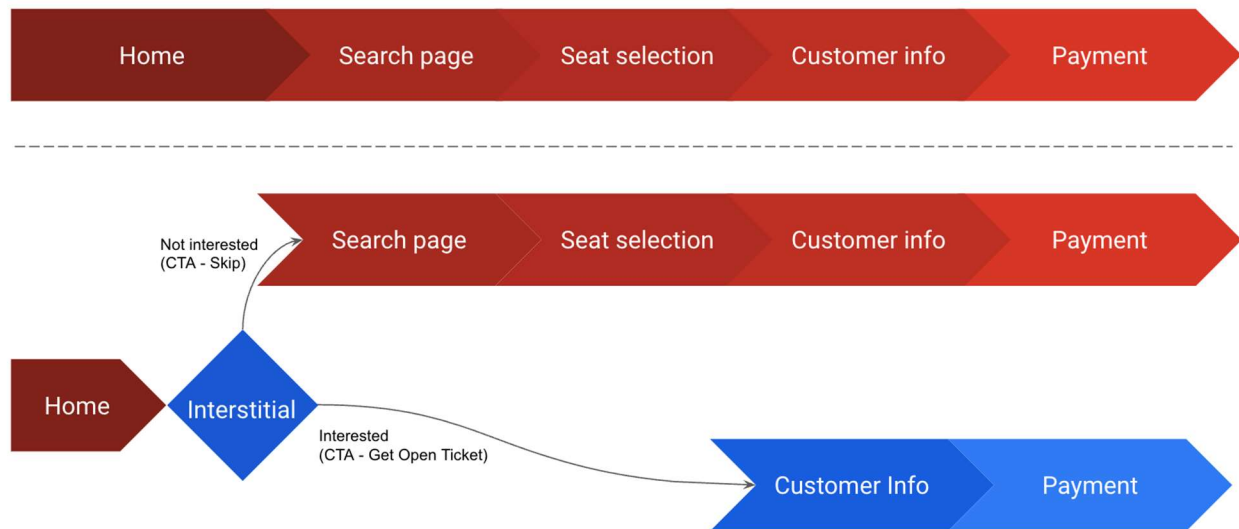 Home
Search page
Seat selection
Customer info
Payment
Search page
Seat selection
Customer info
Payment
Not interested
(CTA - Skip)
Home
Interstitial
Interested
(CTA - Get Open Ticket)
Customer Info
Payment